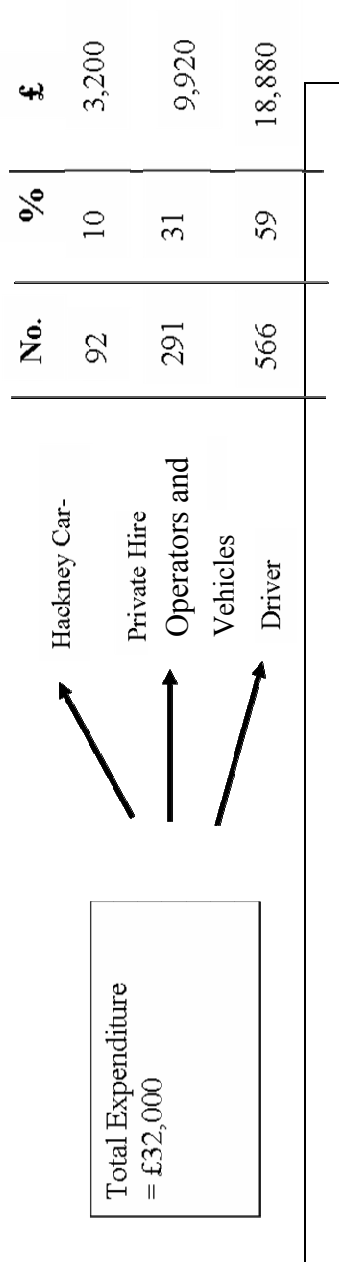 No. % £
Hackney Car- 92 10 3,200
Private Hire
Operators and 291 31 9,920
Vehicles
Driver 566 59 18,880
Total Expenditure
= £32,000